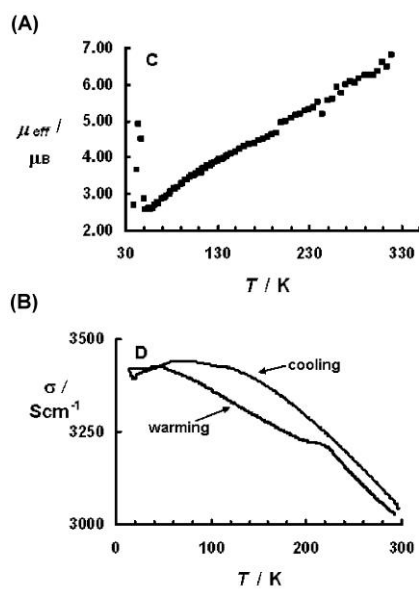 (A)
7.00
C
6.00
μeff /
μB
5.00
4.00
3.00
2.00
30 130 230 330
T / K
(B)
3500
D
σ /
Scm-1
cooling
3250
warming
3000
0 100 200 300
T / K